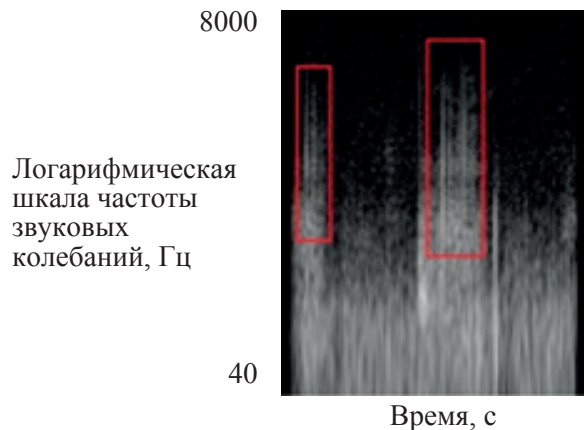 8000
Логарифмическая
шкала частоты
звуковых
колебаний, Гц
40
Время, с